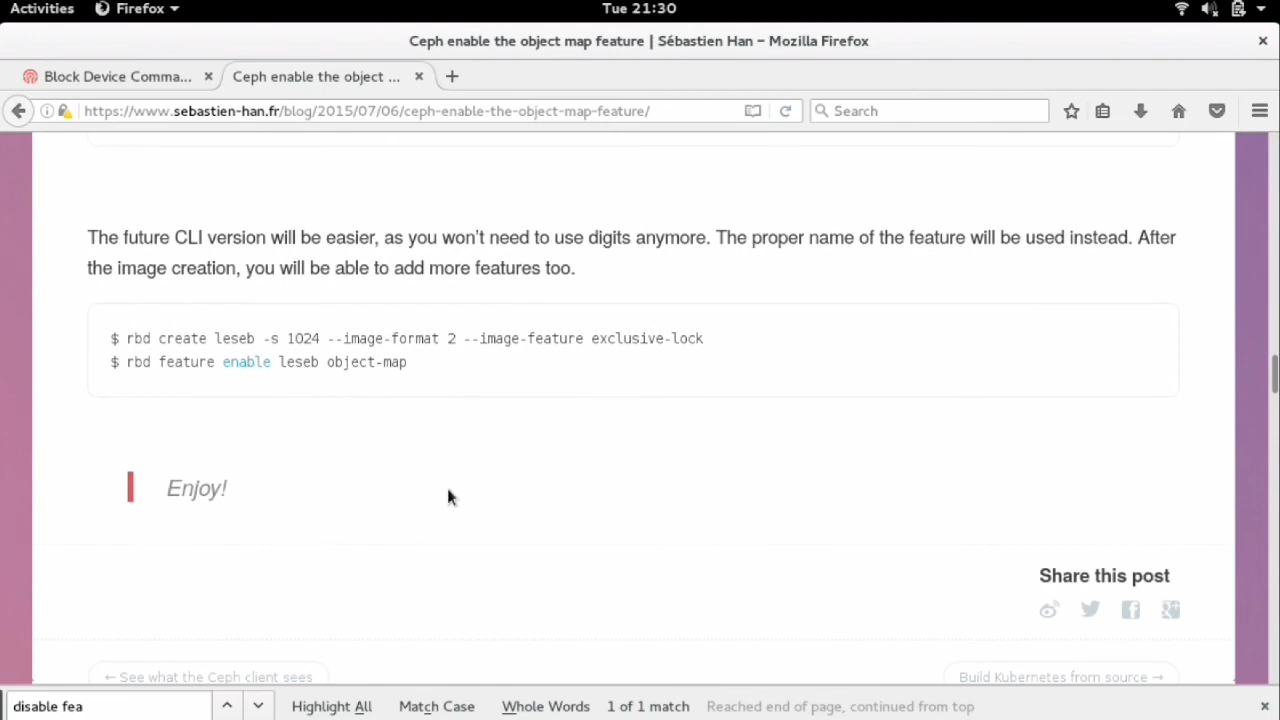 Activities Firefox Tue 21:30
Ceph enable the object map feature | Sébastien Han - Mozilla Firefox
Block Device Comma... Ceph enable the object ...
https://www.sebastien-han.fr/blog/2015/07/06/ceph-enable-the-object-map-feature/ Search
The future CLI version will be easier, as you won't need to use digits anymore. The proper name of the feature will be used instead. After
the image creation, you will be able to add more features too.
$ rbd create leseb -s 1024 --image-format 2 --image-feature exclusive-lock
$ rbd feature enable leseb object-map
Enjoy!
Share this post
← See what the Ceph client sees Build Kubernetes from source →
disable fea Highlight All Match Case Whole Words 1 of 1 match Reached end of page, continued from top